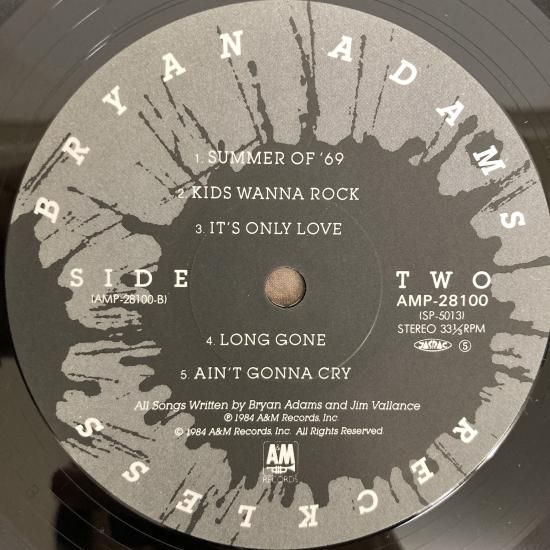 BRYAN ADAMS
1. SUMMER OF '69
2. KIDS WANNA ROCK
3. IT'S ONLY LOVE
SIDE TWO
(AMP-28100-B)
AMP-28100
(SP-5013)
STEREO 33⅓RPM
JASRAC ⑤
4. LONG GONE
5. AIN'T GONNA CRY
All Songs Written by Bryan Adams and Jim Vallance
℗ 1984 A&M Records, Inc.
© 1984 A&M Records, Inc. All Rights Reserved
A&M
RECORDS
RECKLESS